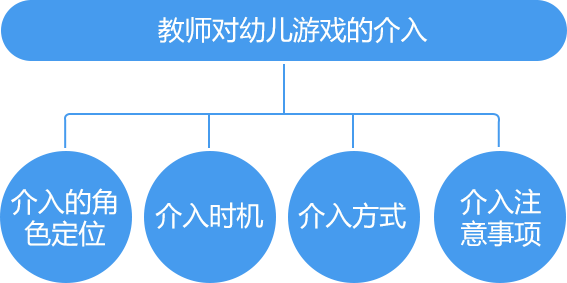 教师对幼儿游戏的介入
介入的角
色定位
介入时机
介入方式
介入注
意事项